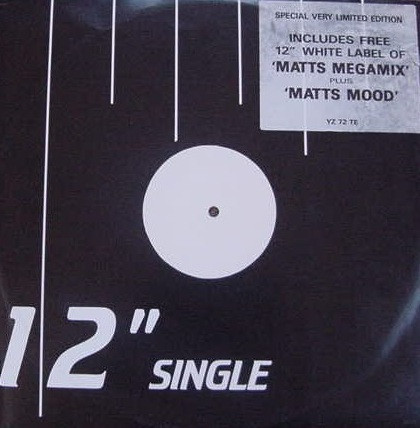 SPECIAL VERY LIMITED EDITION
INCLUDES FREE
12" WHITE LABEL OF
'MATTS MEGAMIX'
PLUS
'MATTS MOOD'
YZ 72 TE
12" SINGLE